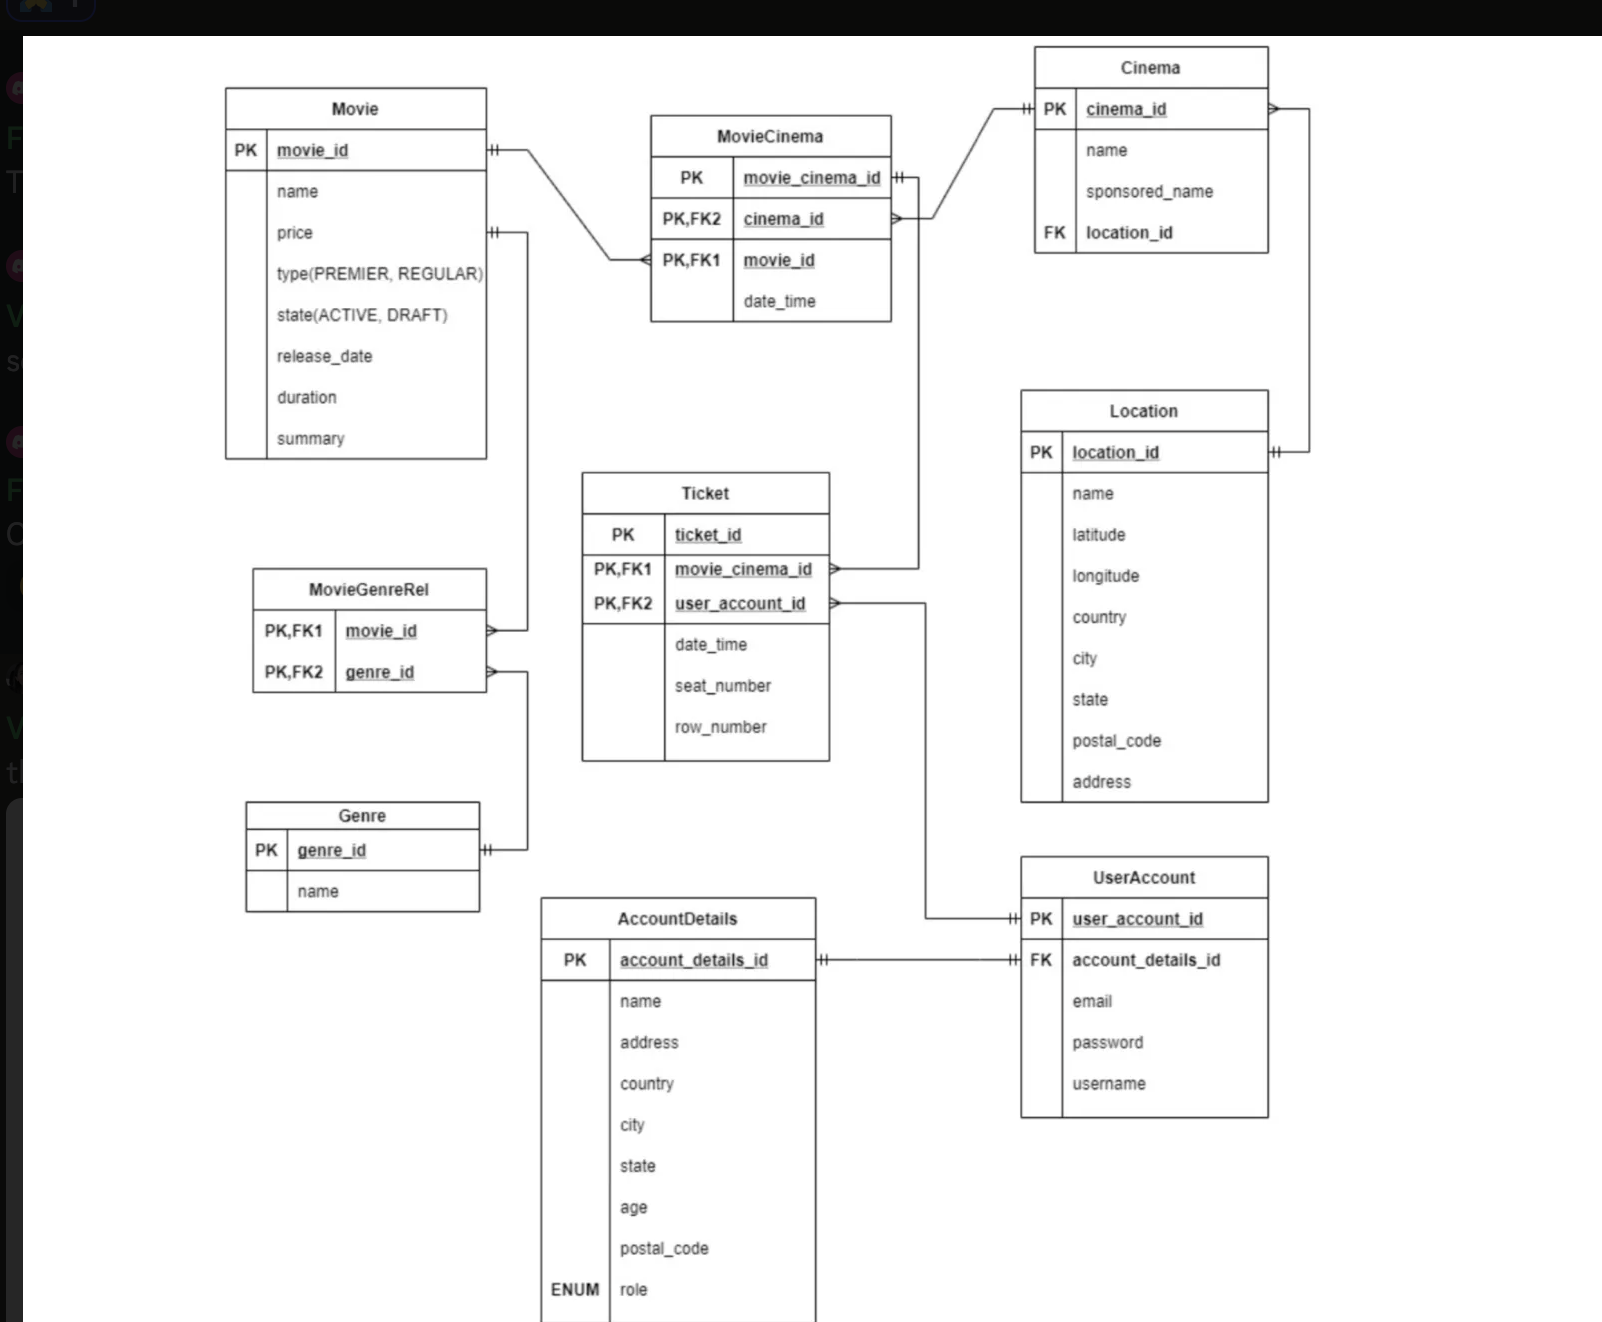 Movie
PK movie_id
name
price
type(PREMIER, REGULAR)
state(ACTIVE, DRAFT)
release_date
duration
summary
MovieCinema
PK movie_cinema_id
PK,FK2 cinema_id
PK,FK1 movie_id
date_time
Cinema
PK cinema_id
name
sponsored_name
FK location_id
Location
PK location_id
name
latitude
longitude
country
city
state
postal_code
address
Ticket
PK ticket_id
PK,FK1 movie_cinema_id
PK,FK2 user_account_id
date_time
seat_number
row_number
MovieGenreRel
PK,FK1 movie_id
PK,FK2 genre_id
Genre
PK genre_id
name
AccountDetails
PK account_details_id
name
address
country
city
state
age
postal_code
ENUM role
UserAccount
PK user_account_id
FK account_details_id
email
password
username